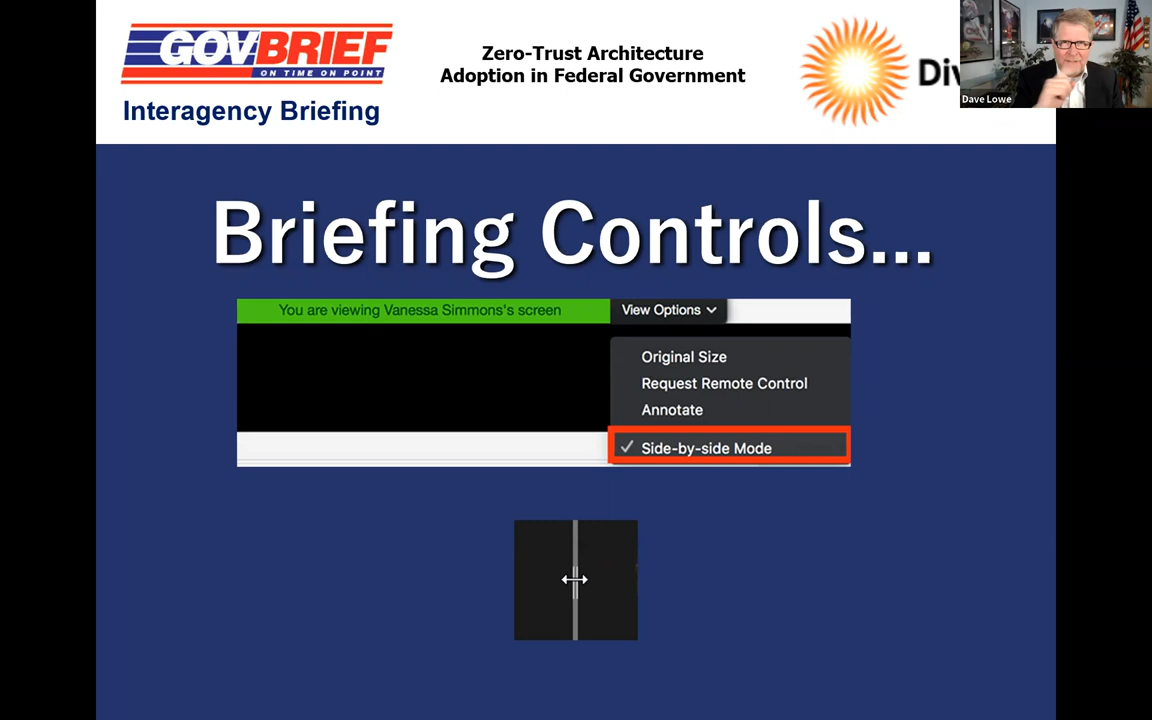 GOVBRIEF
ON TIME ON POINT
Interagency Briefing
Zero-Trust Architecture
Adoption in Federal Government
Div
Dave Lowe
Briefing Controls...
You are viewing Vanessa Simmons's screen
View Options
Original Size
Request Remote Control
Annotate
Side-by-side Mode